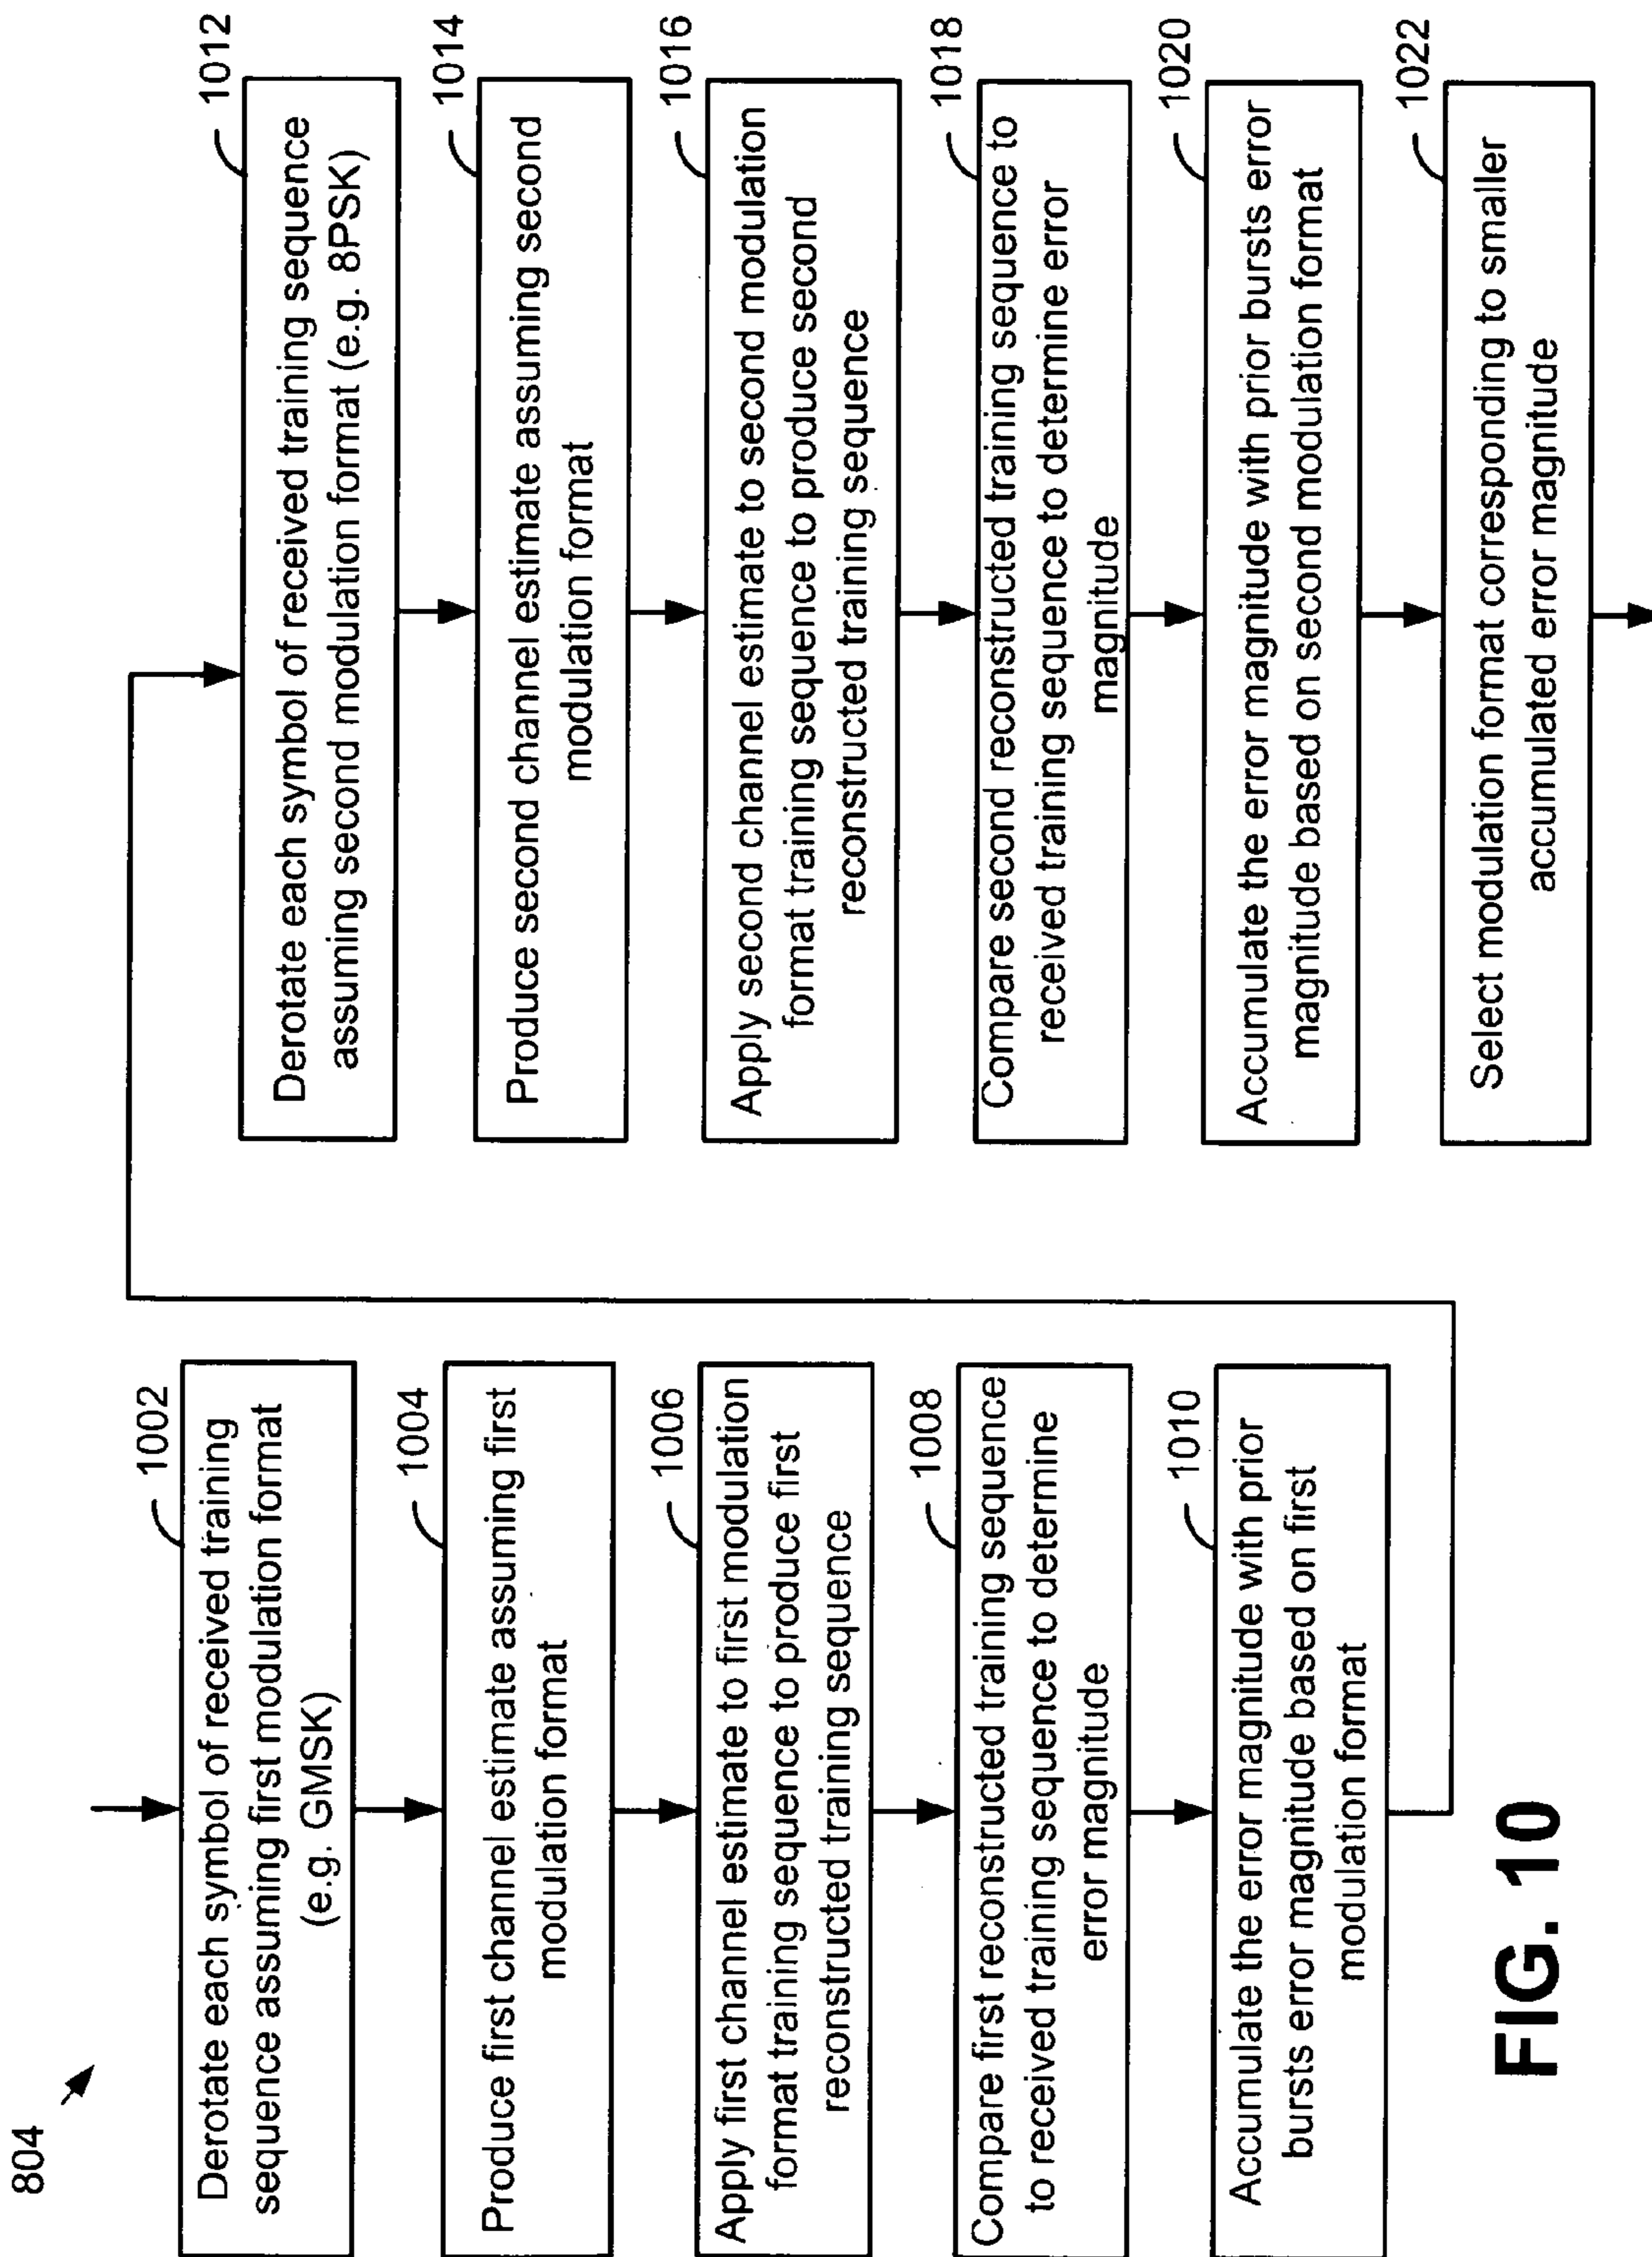 804
1002
Derotate each symbol of received training
sequence assuming first modulation format
(e.g. GMSK)
1004
Produce first channel estimate assuming first
modulation format
1006
Apply first channel estimate to first modulation
format training sequence to produce first
reconstructed training sequence
1008
Compare first reconstructed training sequence
to received training sequence to determine
error magnitude
1010
Accumulate the error magnitude with prior
bursts error magnitude based on first
modulation format
1012
Derotate each symbol of received training sequence
assuming second modulation format (e.g. 8PSK)
1014
Produce second channel estimate assuming second
modulation format
1016
Apply second channel estimate to second modulation
format training sequence to produce second
reconstructed training sequence
1018
Compare second reconstructed training sequence to
received training sequence to determine error
magnitude
1020
Accumulate the error magnitude with prior bursts error
magnitude based on second modulation format
1022
Select modulation format corresponding to smaller
accumulated error magnitude
FIG. 10